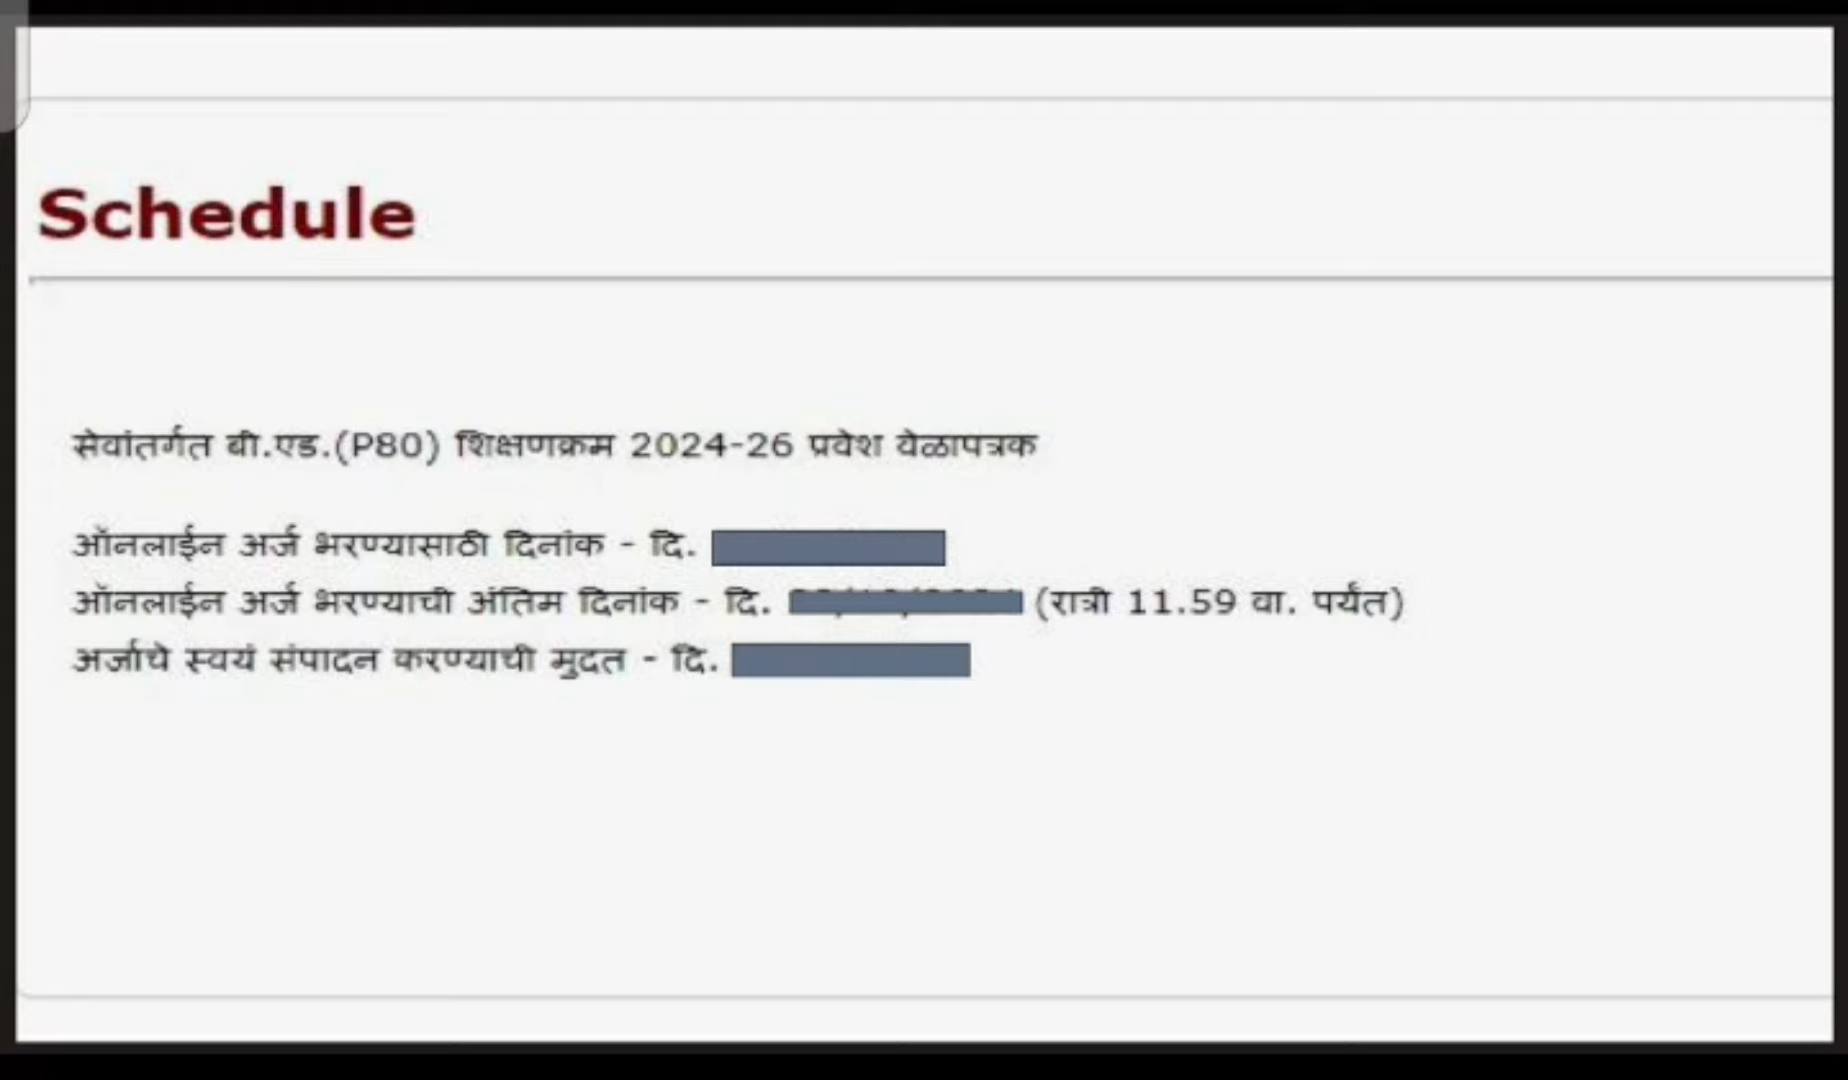 Schedule
सेवांतर्गत बी.एड.(P80) शिक्षणक्रम 2024-26 प्रवेश वेळापत्रक
ऑनलाईन अर्ज भरण्यासाठी दिनांक - दि.
ऑनलाईन अर्ज भरण्याची अंतिम दिनांक - दि. (रात्री 11.59 वा. पर्यंत)
अर्जाचे स्वयं संपादन करण्याची मुदत - दि.